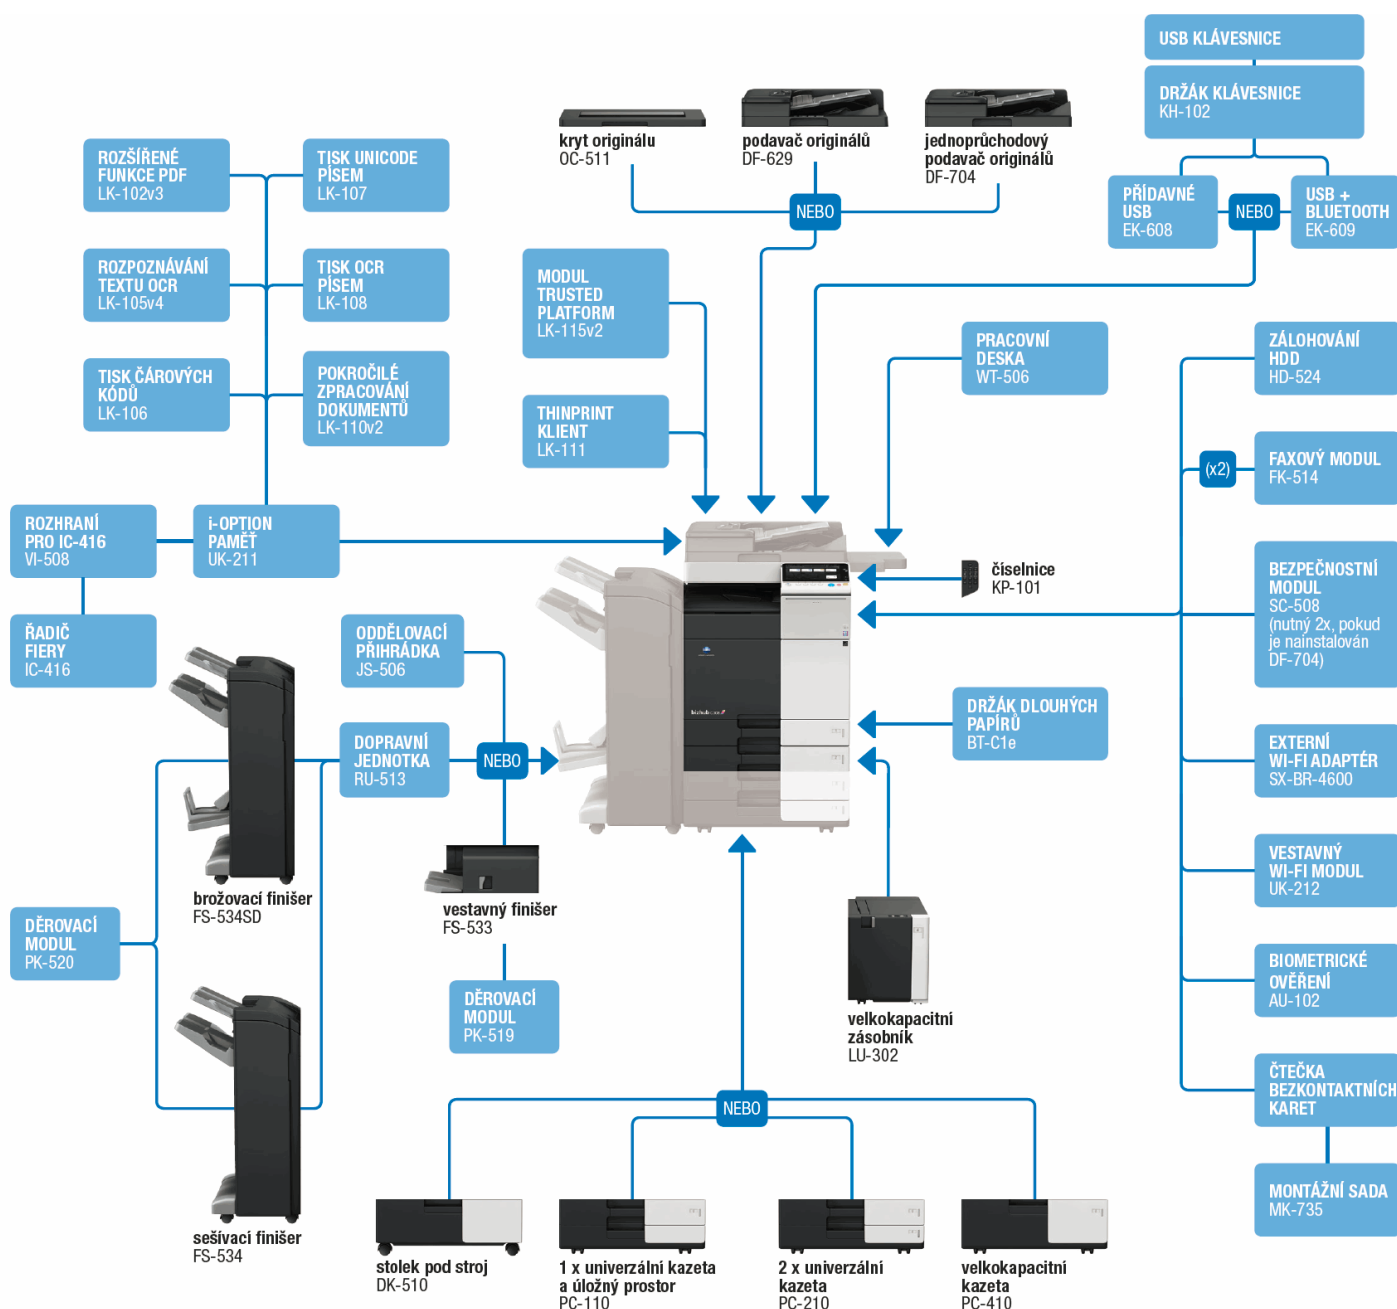 USB KLÁVESNICE
DRŽÁK KLÁVESNICE
KH-102
PŘÍDAVNÉ
USB
EK-608
NEBO
USB +
BLUETOOTH
EK-609
kryt originálu
OC-511
podavač originálů
DF-629
jednoprůchodový
podavač originálů
DF-704
NEBO
ROZŠÍŘENÉ
FUNKCE PDF
LK-102v3
TISK UNICODE
PÍSEM
LK-107
ROZPOZNÁVÁNÍ
TEXTU OCR
LK-105v4
TISK OCR
PÍSEM
LK-108
TISK ČÁROVÝCH
KÓDŮ
LK-106
POKROČILÉ
ZPRACOVÁNÍ
DOKUMENTŮ
LK-110v2
MODUL
TRUSTED
PLATFORM
LK-115v2
THINPRINT
KLIENT
LK-111
PRACOVNÍ
DESKA
WT-506
ZÁLOHOVÁNÍ
HDD
HD-524
(x2)
FAXOVÝ MODUL
FK-514
ROZHRANÍ
PRO IC-416
VI-508
i-OPTION
PAMĚŤ
UK-211
ŘADIČ
FIERY
IC-416
číselnice
KP-101
BEZPEČNOSTNÍ
MODUL
SC-508
(nutný 2x, pokud
je nainstalován
DF-704)
ODDĚLOVACÍ
PŘIHRÁDKA
JS-506
DOPRAVNÍ
JEDNOTKA
RU-513
NEBO
bizhub
DRŽÁK DLOUHÝCH
PAPÍRŮ
BT-C1e
EXTERNÍ
WI-FI ADAPTÉR
SX-BR-4600
VESTAVNÝ
WI-FI MODUL
UK-212
brožovací finišer
FS-534SD
vestavný finišer
FS-533
DĚROVACÍ
MODUL
PK-520
DĚROVACÍ
MODUL
PK-519
velkokapacitní
zásobník
LU-302
BIOMETRICKÉ
OVĚŘENÍ
AU-102
ČTEČKA
BEZKONTAKTNÍCH
KARET
MONTÁŽNÍ SADA
MK-735
sešívací finišer
FS-534
NEBO
stolek pod stroj
DK-510
1 x univerzální kazeta
a úložný prostor
PC-110
2 x univerzální
kazeta
PC-210
velkokapacitní
kazeta
PC-410